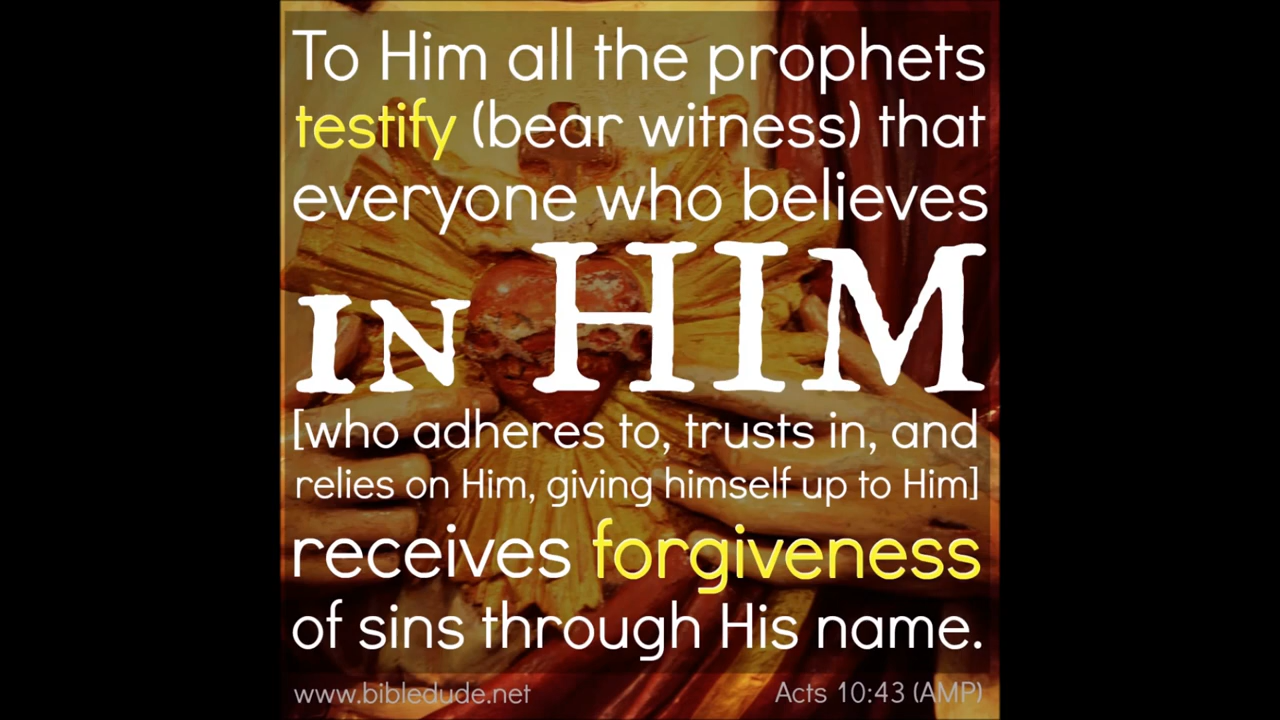 To Him all the prophets
testify (bear witness) that
everyone who believes
IN HIM
[who adheres to, trusts in, and
relies on Him, giving himself up to Him]
receives forgiveness
of sins through His name.
www.bibledude.net Acts 10:43 (AMP)